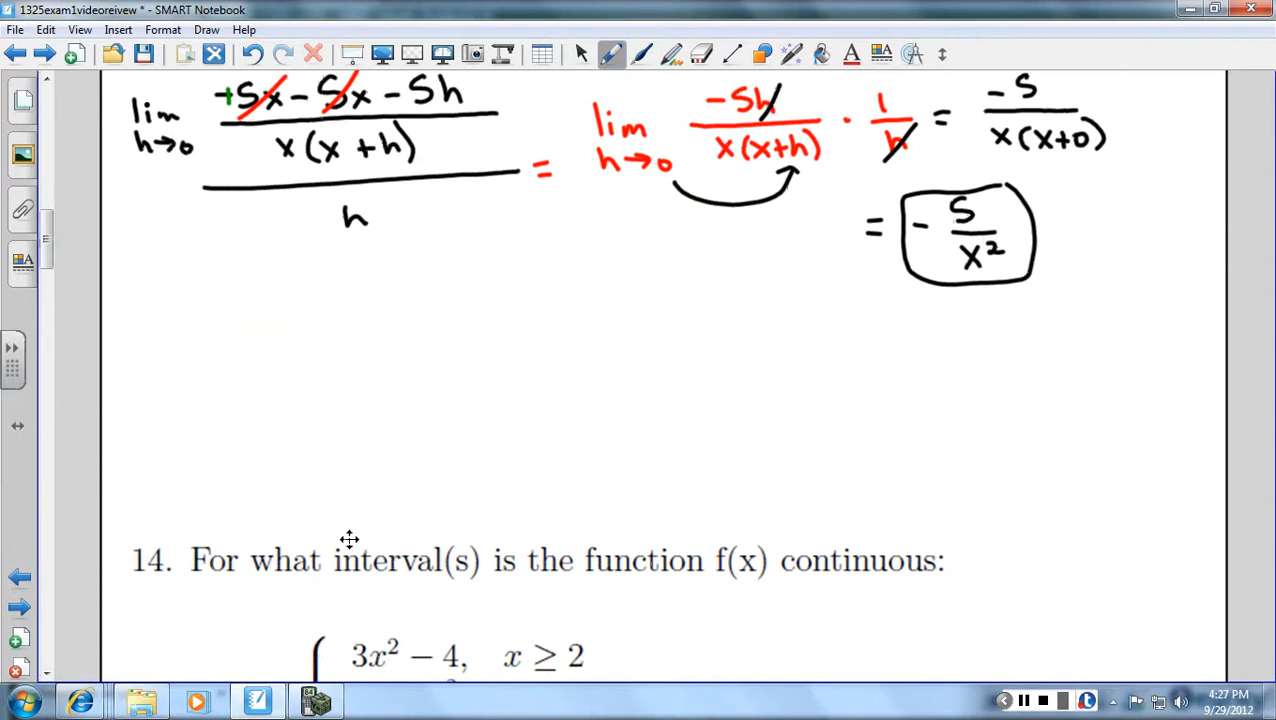 1325exam1videoreivew * - SMART Notebook
File Edit View Insert Format Draw Help
lim h→0 (+5x - 5x - 5h)/(x(x+h)) / h = lim h→0 -5h/(x(x+h)) · 1/h = -5/(x(x+0))
= - 5/x²
14. For what interval(s) is the function f(x) continuous:
3x² − 4, x ≥ 2
4:27 PM
9/29/2012